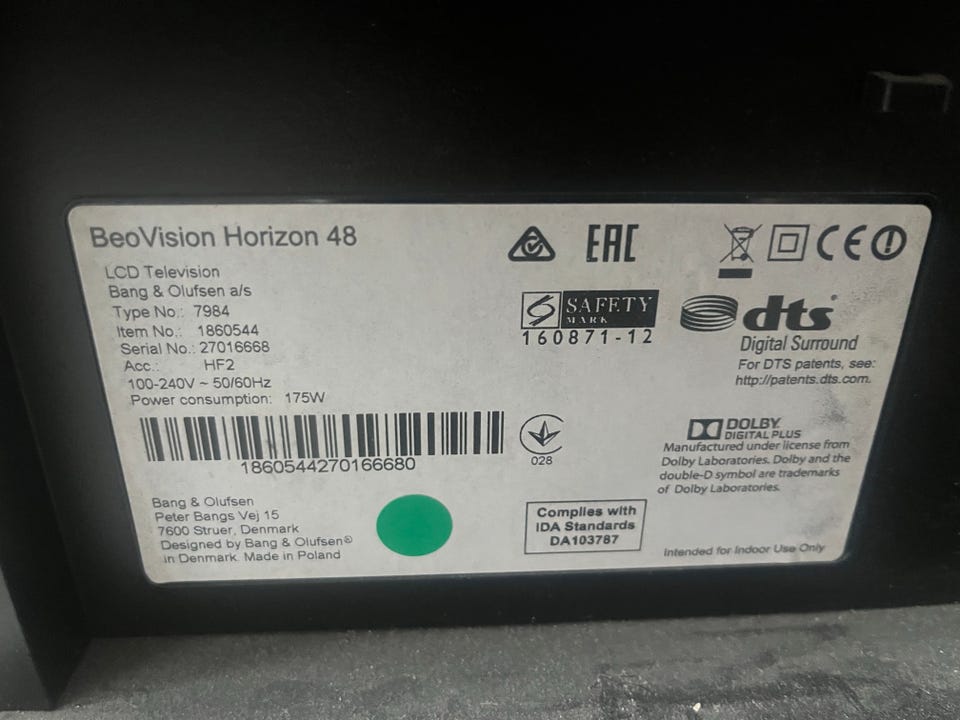 BeoVision Horizon 48
LCD Television
Bang & Olufsen a/s
Type No.: 7984
Item No.: 1860544
Serial No.: 27016668
Acc.: HF2
100-240V ~ 50/60Hz
Power consumption: 175W
1860544270166680
Bang & Olufsen
Peter Bangs Vej 15
7600 Struer, Denmark
Designed by Bang & Olufsen®
in Denmark. Made in Poland
EAC
CE
SAFETY
MARK
160871-12
028
Complies with
IDA Standards
DA103787
dts
Digital Surround
For DTS patents, see:
http://patents.dts.com.
DOLBY
DIGITAL PLUS
Manufactured under license from
Dolby Laboratories. Dolby and the
double-D symbol are trademarks
of Dolby Laboratories.
Intended for Indoor Use Only